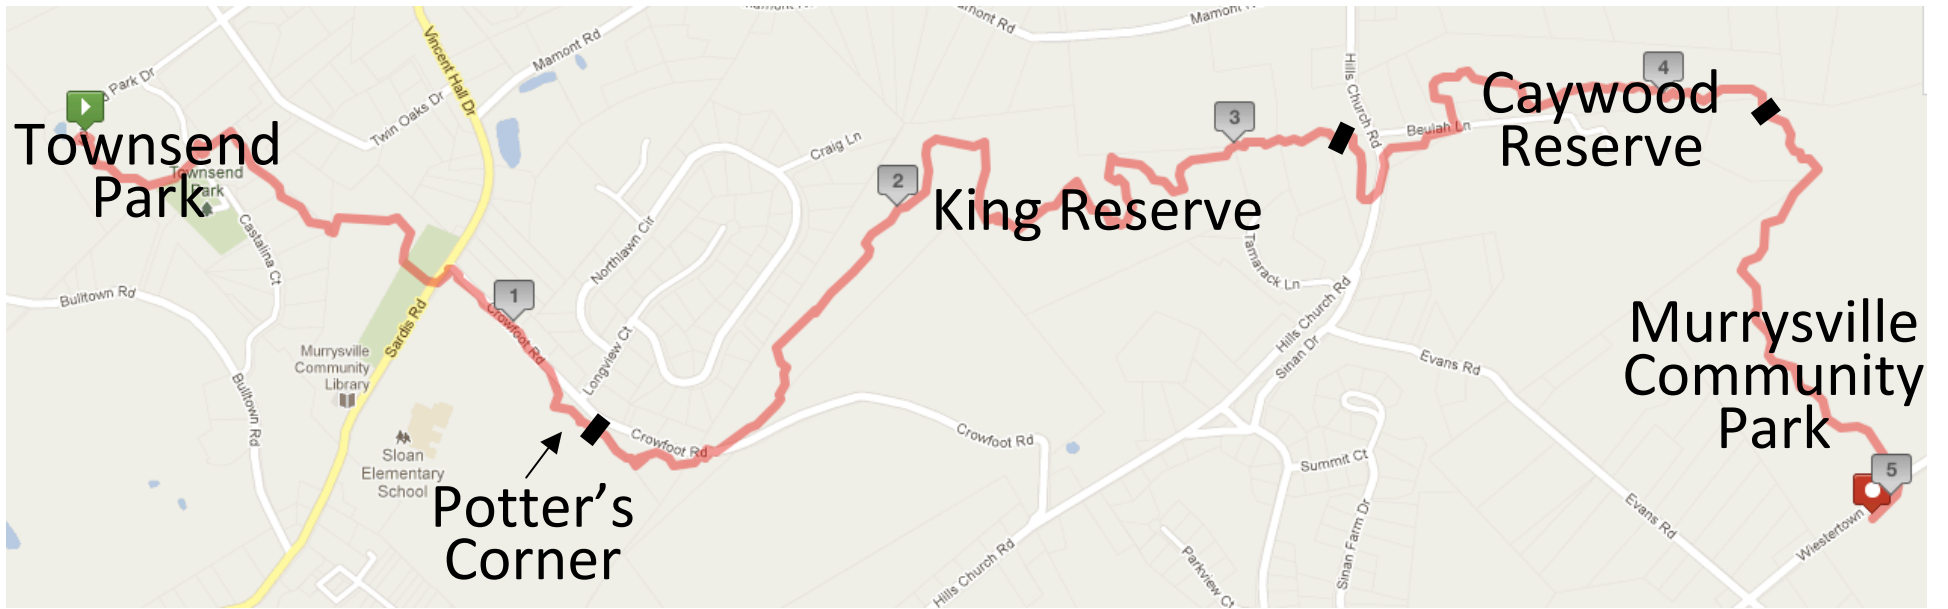 Mamont Rd
Mamont Rd
Vincent Hall Dr
Mamont Rd
Park Dr
Twin Oaks Dr
Hills Church Rd
4
Caywood
Reserve
3
Beulah Ln
Townsend
Park
Townsend
Park
Craig Ln
2
King Reserve
Castalina Ct
Northlawn Cir
Tamarack Ln
Bulltown Rd
1
Crowfoot Rd
Sardis Rd
Hills Church Rd
Sinan Dr
Murrysville
Community
Park
Murrysville
Community
Library
Longview Ct
Evans Rd
Bulltown Rd
Crowfoot Rd
Crowfoot Rd
Sloan
Elementary
School
Summit Ct
5
Potter’s
Corner
Evans Rd
Wiestertown
Sinan Farm Dr
Hills Church Rd
Parkview Ct